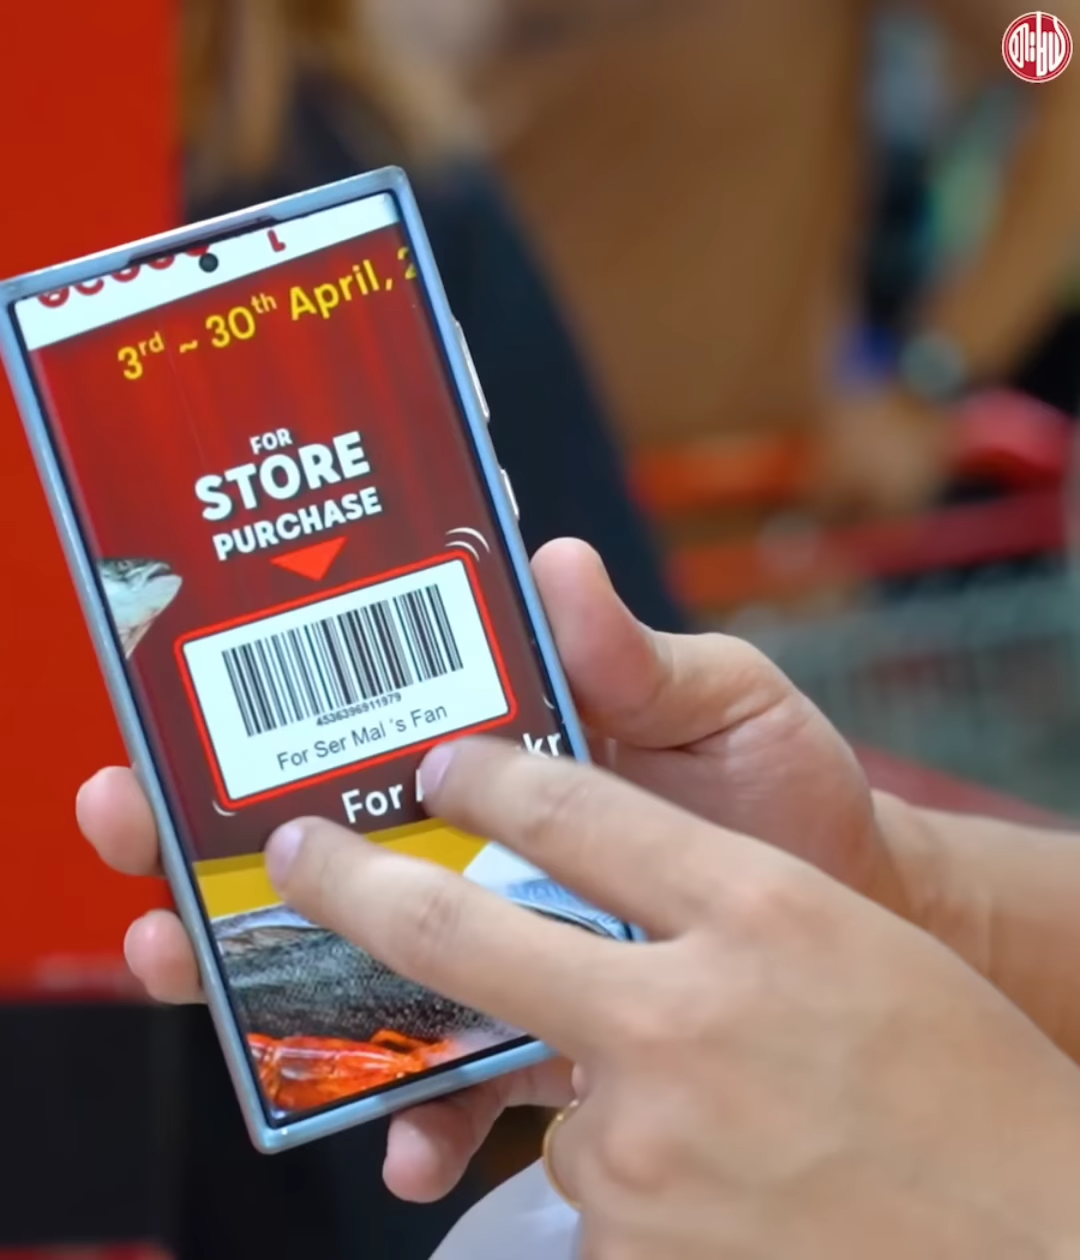 3rd ~ 30th April,
FOR
STORE
PURCHASE
4536396911979
For Ser Mal 's Fan
For